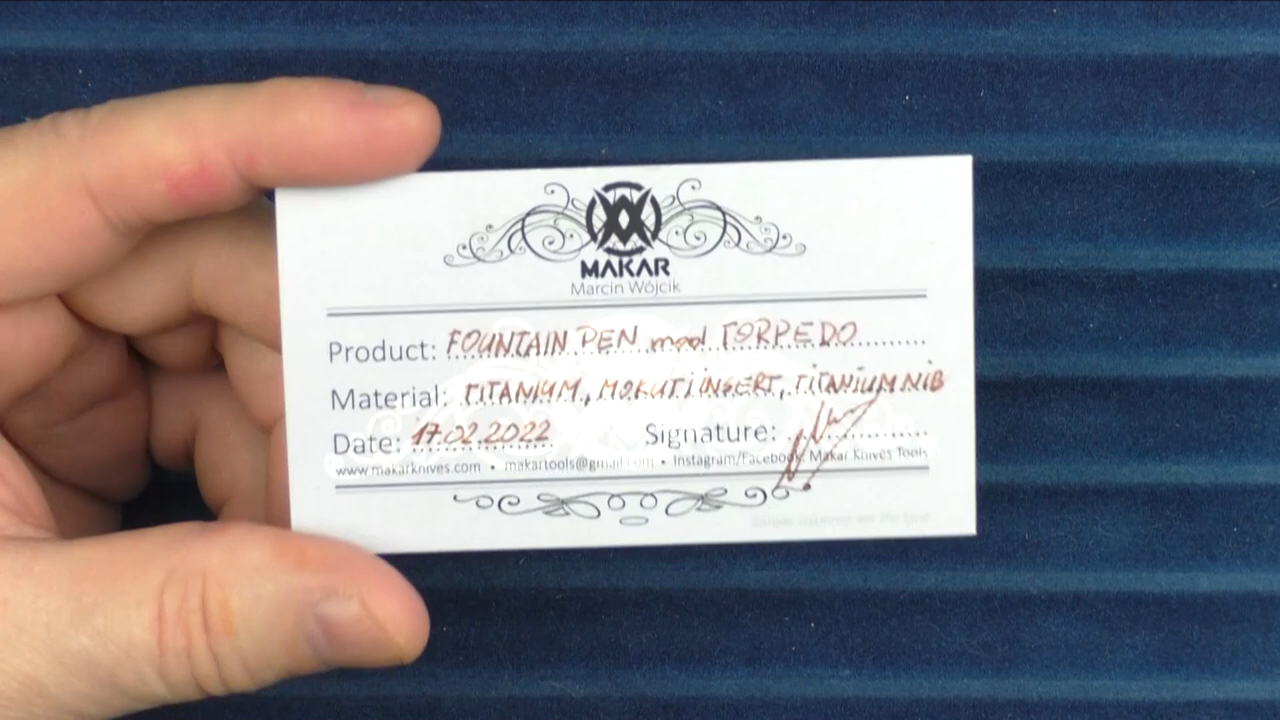 MAKAR
Marcin Wójcik
Product: FOUNTAIN PEN mod TORPEDO
Material: TITANIUM, MOKUTI INSERT, TITANIUM NIB
Date: 17.02.2022 Signature:
www.makarknives.com • makartools@gmail.com • Instagram/Facebook: Makar Knives Tools